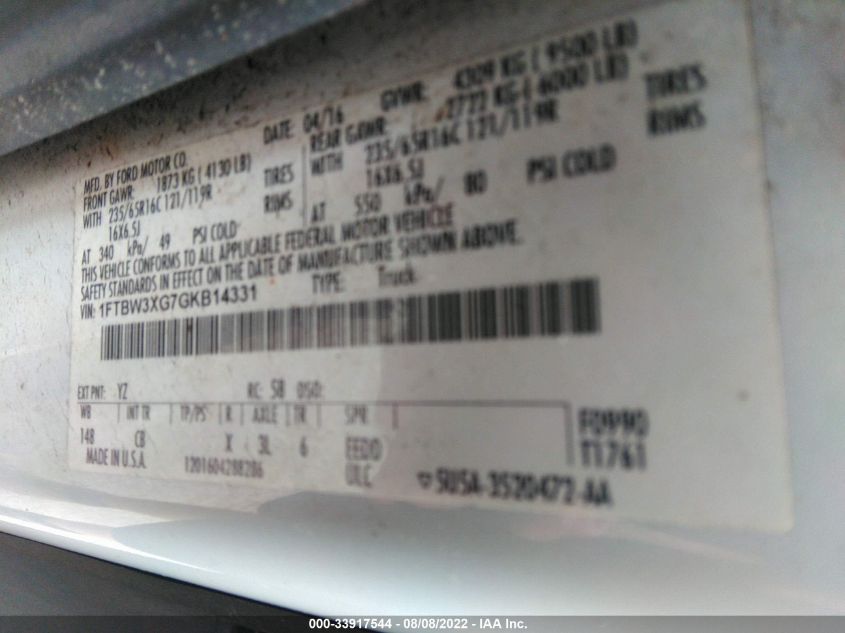 MFD. BY FORD MOTOR CO.
DATE: 04/16 GVWR: 4309 KG ( 9500 LB)
FRONT GAWR: 1873 KG ( 4130 LB) REAR GAWR: 2722 KG ( 6000 LB)
WITH 235/65R16C 121/119R TIRES WITH 235/65R16C 121/119R TIRES
16X6.5J RIMS 16X6.5J RIMS
AT 340 kPa/ 49 PSI COLD AT 550 kPa/ 80 PSI COLD
THIS VEHICLE CONFORMS TO ALL APPLICABLE FEDERAL MOTOR VEHICLE
SAFETY STANDARDS IN EFFECT ON THE DATE OF MANUFACTURE SHOWN ABOVE.
VIN: 1FTBW3XG7GKB14331 TYPE: Truck
EXT PNT: YZ RC: 58 DSO:
WB INT TR TP/PS R AXLE TR SPR F0990
148 CB X 3L 6 EEDD T1761
MADE IN U.S.A. 1201604288286 ULC 5U5A-3520472-AA
000-33917544 - 08/08/2022 - IAA Inc.